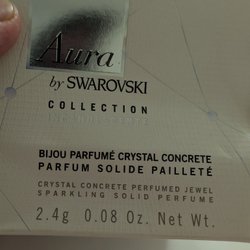 Aura
by SWAROVSKI
COLLECTION
BIJOU PARFUMÉ CRYSTAL CONCRETE
PARFUM SOLIDE PAILLETÉ
CRYSTAL CONCRETE PERFUMED JEWEL
SPARKLING SOLID PERFUME
2.4g 0.08 Oz. Net Wt.